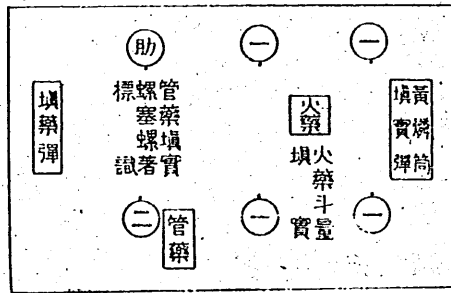 一
黃燐筒
填實彈
一
一
火藥
火藥斗量
填實
一
助
管藥填實
螺塞螺著
標識
管藥
二
填藥彈